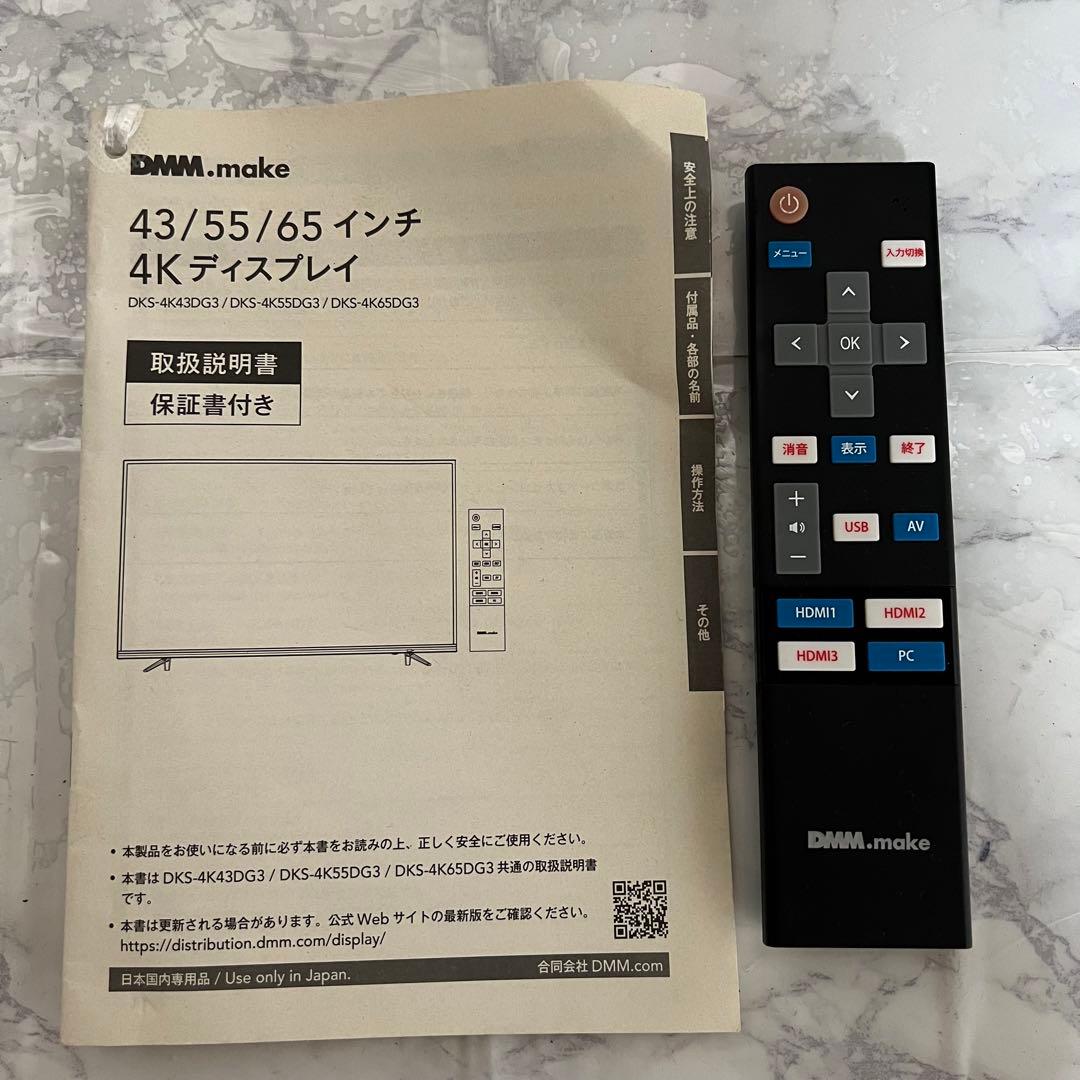 DMM.make
43/55/65 インチ
4K ディスプレイ
DKS-4K43DG3 / DKS-4K55DG3 / DKS-4K65DG3
取扱説明書
保証書付き
安全上の注意
付属品・各部の名前
操作方法
その他
• 本製品をお使いになる前に必ず本書をお読みの上、正しく安全にご使用ください。
• 本書は DKS-4K43DG3 / DKS-4K55DG3 / DKS-4K65DG3 共通の取扱説明書
です。
• 本書は更新される場合があります。公式 Web サイトの最新版をご確認ください。
https://distribution.dmm.com/display/
日本国内専用品 / Use only in Japan.
合同会社 DMM.com
メニュー
入力切換
OK
消音
表示
終了
+
USB
AV
−
HDMI1
HDMI2
HDMI3
PC
DMM.make